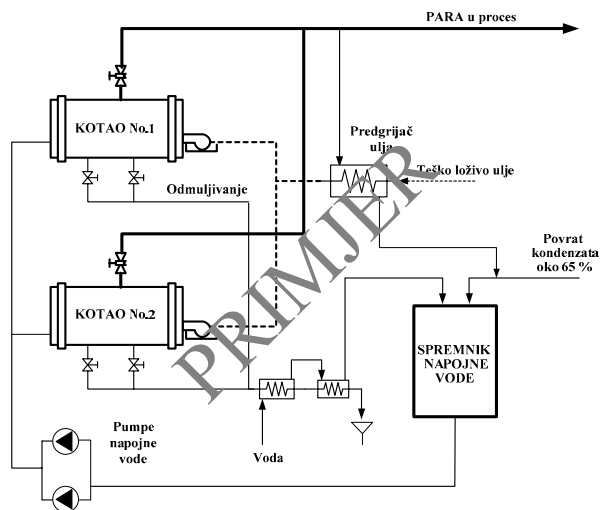 PARA u proces
KOTAO No.1
Predgrijač
ulja
Teško loživo ulje
Odmuljivanje
Povrat
kondenzata
oko 65 %
KOTAO No.2
SPREMNIK
NAPOJNE
VODE
PRIMJER
Pumpe
napojne
vode
Voda